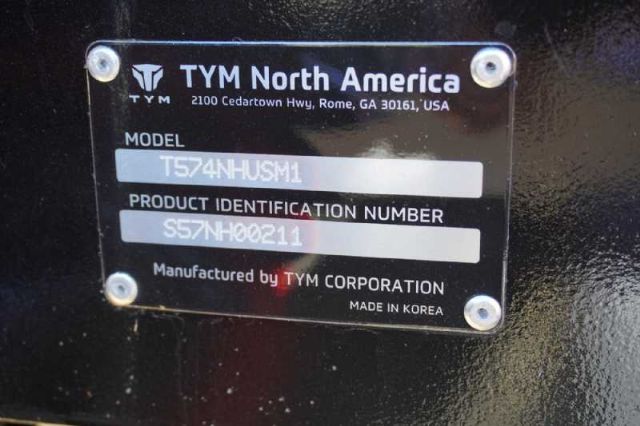 TYM
TYM North America
2100 Cedartown Hwy, Rome, GA 30161, USA
MODEL
T574NHUSM1
PRODUCT IDENTIFICATION NUMBER
S57NH00211
Manufactured by TYM CORPORATION
MADE IN KOREA